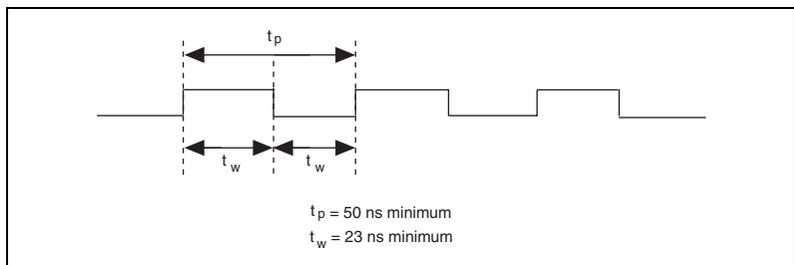 tp
tw tw
tp = 50 ns minimum
tw = 23 ns minimum